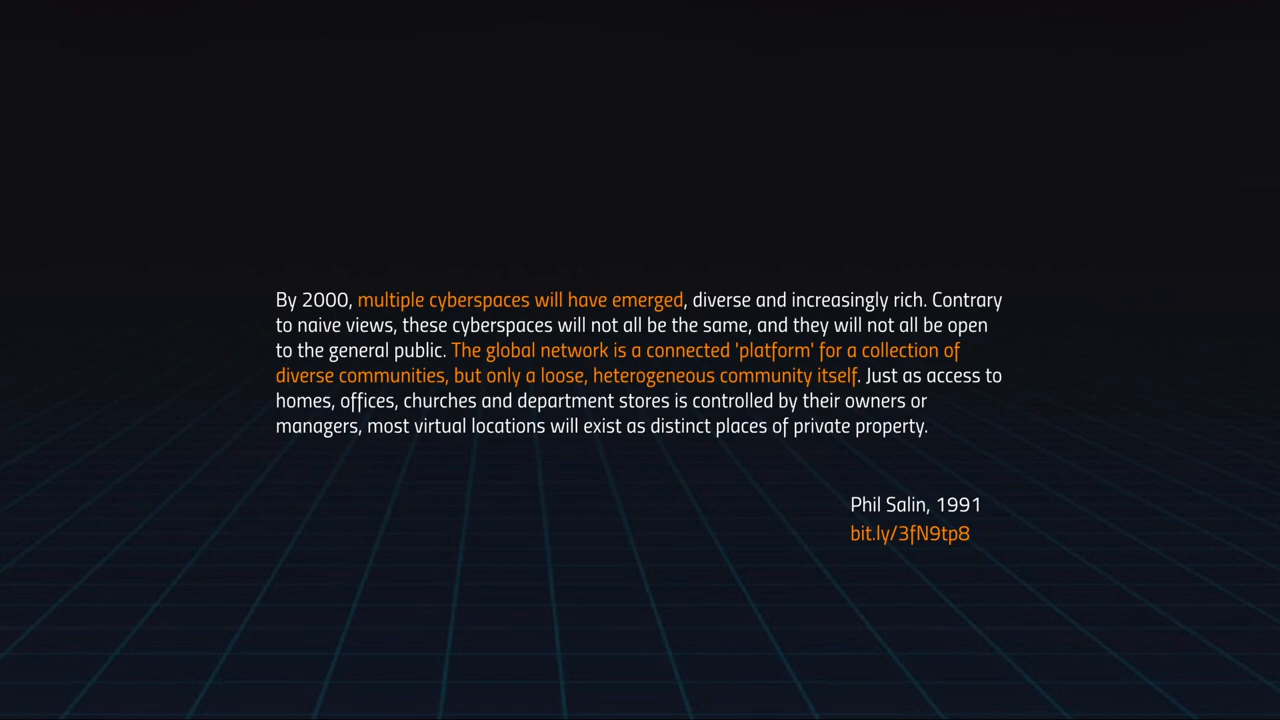 By 2000, multiple cyberspaces will have emerged, diverse and increasingly rich. Contrary
to naive views, these cyberspaces will not all be the same, and they will not all be open
to the general public. The global network is a connected 'platform' for a collection of
diverse communities, but only a loose, heterogeneous community itself. Just as access to
homes, offices, churches and department stores is controlled by their owners or
managers, most virtual locations will exist as distinct places of private property.
Phil Salin, 1991
bit.ly/3fN9tp8